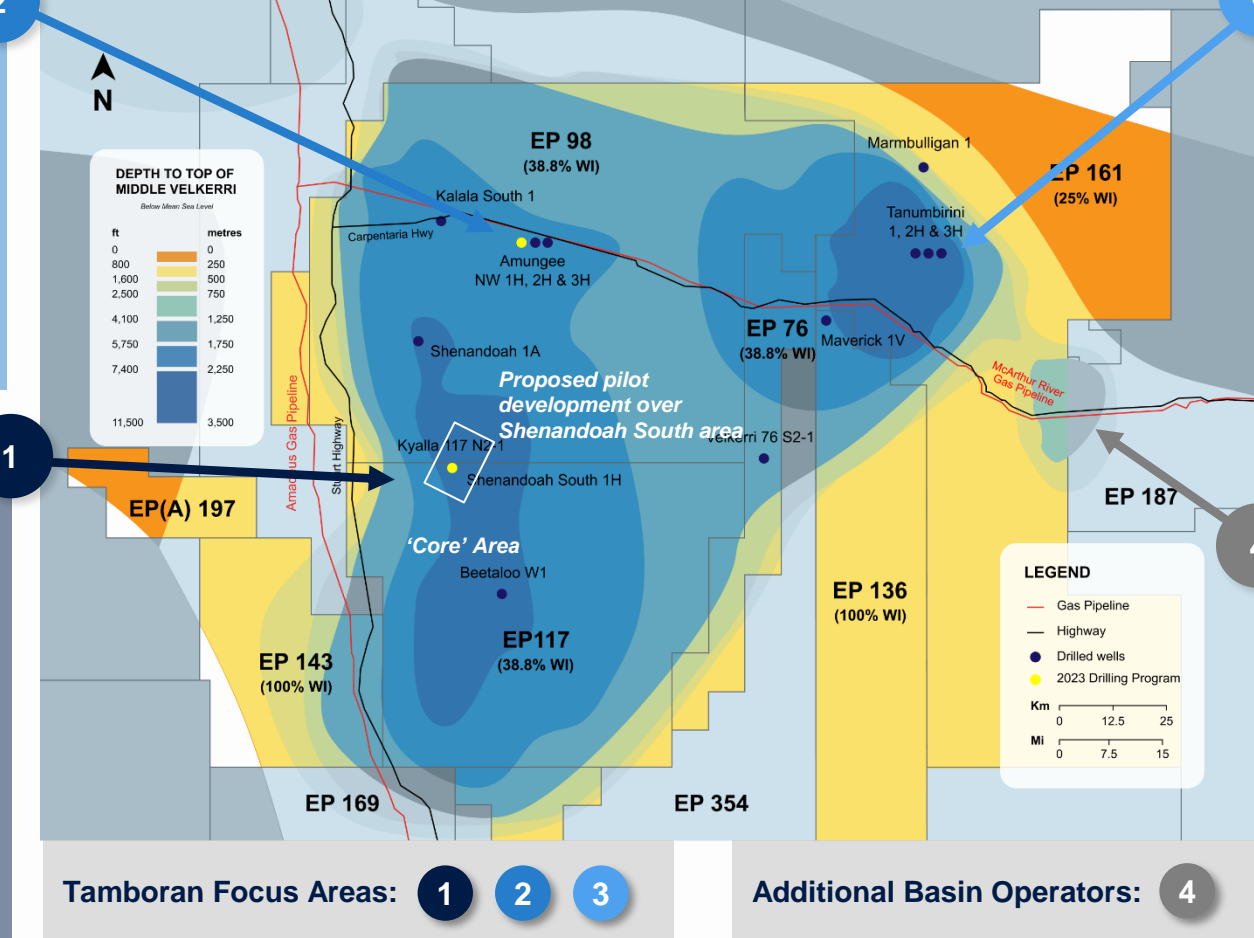 2
N
DEPTH TO TOP OF
MIDDLE VELKERRI
Below Mean Sea Level
ft metres
0 0
800 250
1,600 500
2,500 750
4,100 1,250
5,750 1,750
7,400 2,250
11,500 3,500
EP 98
(38.8% WI)
Marmbulligan 1
EP 161
(25% WI)
Kalala South 1
Carpentaria Hwy
Tanumbirini
1, 2H & 3H
Amungee
NW 1H, 2H & 3H
EP 76
(38.8% WI)
Maverick 1V
Shenandoah 1A
McArthur River
Gas Pipeline
Proposed pilot
development over
Shenandoah South area
Velkerri 76 S2-1
Amadeus Gas Pipeline
Stuart Highway
1
Kyalla 117 N2-1
Shenandoah South 1H
EP(A) 197
EP 187
4
‘Core’ Area
Beetaloo W1
EP117
(38.8% WI)
EP 136
(100% WI)
EP 143
(100% WI)
LEGEND
Gas Pipeline
Highway
Drilled wells
2023 Drilling Program
Km
0 12.5 25
Mi
0 7.5 15
EP 169
EP 354
Tamboran Focus Areas: 1 2 3
Additional Basin Operators: 4